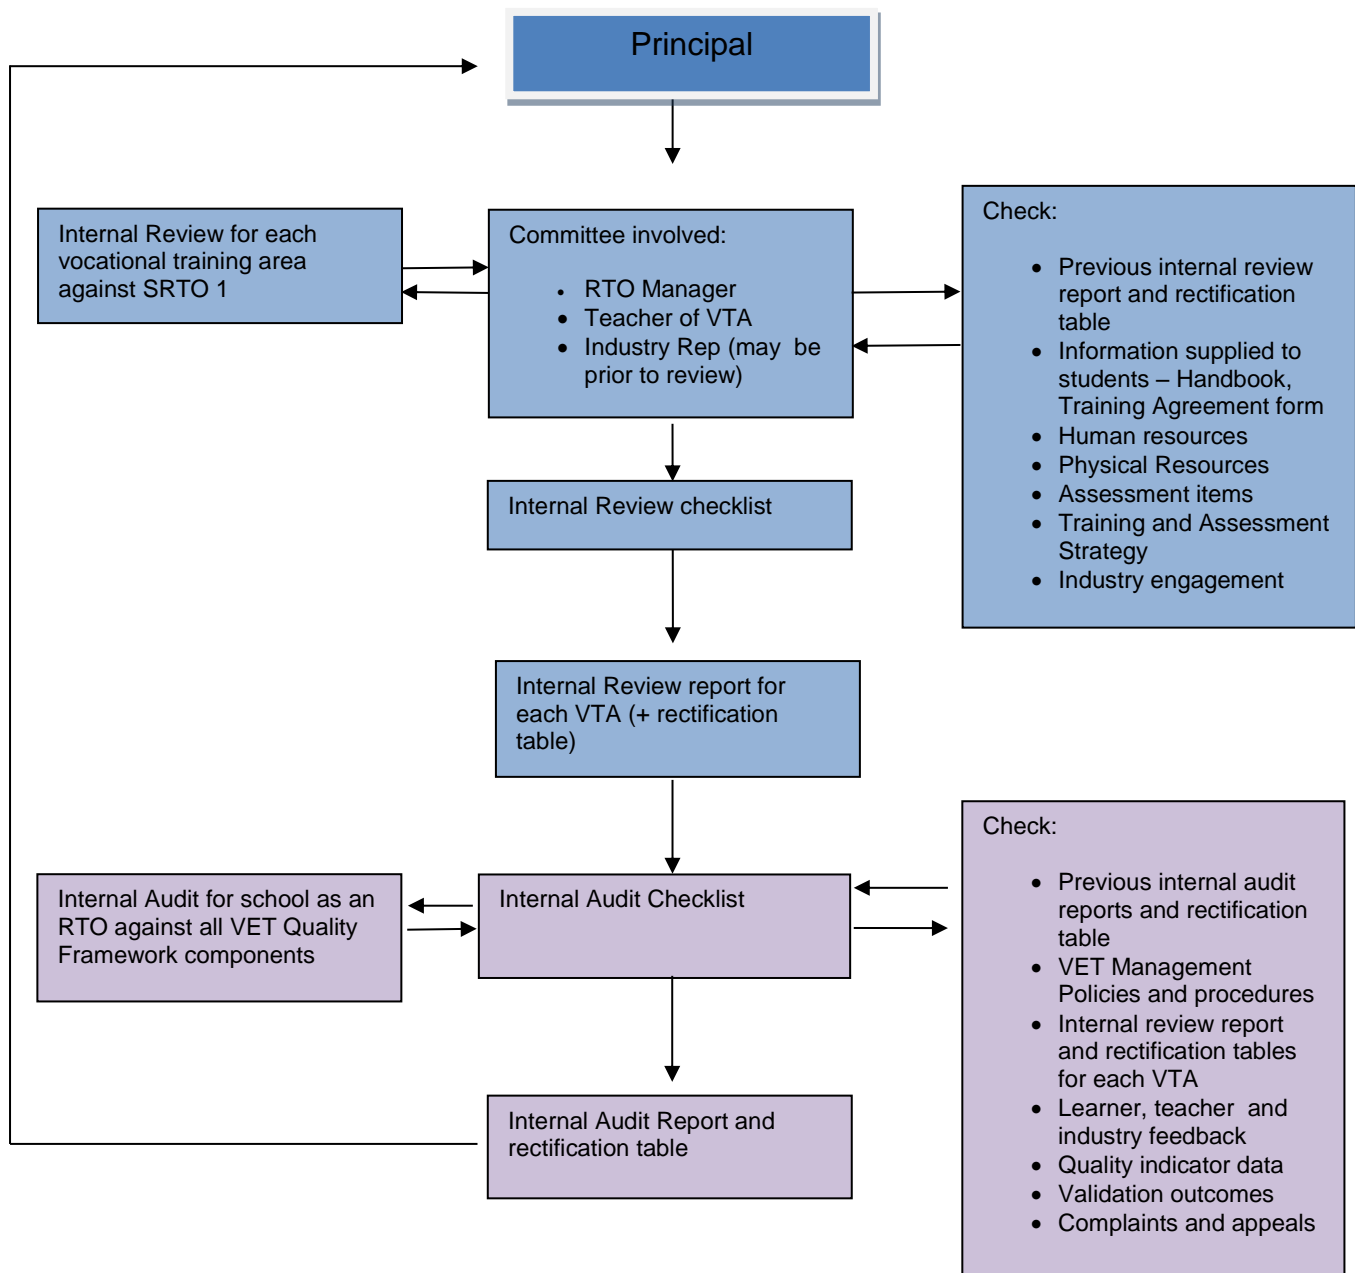 Principal
Internal Review for each
vocational training area
against SRTO 1
Committee involved:
• RTO Manager
• Teacher of VTA
• Industry Rep (may be
prior to review)
Check:
• Previous internal review
report and rectification
table
• Information supplied to
students – Handbook,
Training Agreement form
• Human resources
• Physical Resources
• Assessment items
• Training and Assessment
Strategy
• Industry engagement
Internal Review checklist
Internal Review report for
each VTA (+ rectification
table)
Internal Audit for school as an
RTO against all VET Quality
Framework components
Internal Audit Checklist
Check:
• Previous internal audit
reports and rectification
table
• VET Management
Policies and procedures
• Internal review report
and rectification tables
for each VTA
• Learner, teacher and
industry feedback
• Quality indicator data
• Validation outcomes
• Complaints and appeals
Internal Audit Report and
rectification table